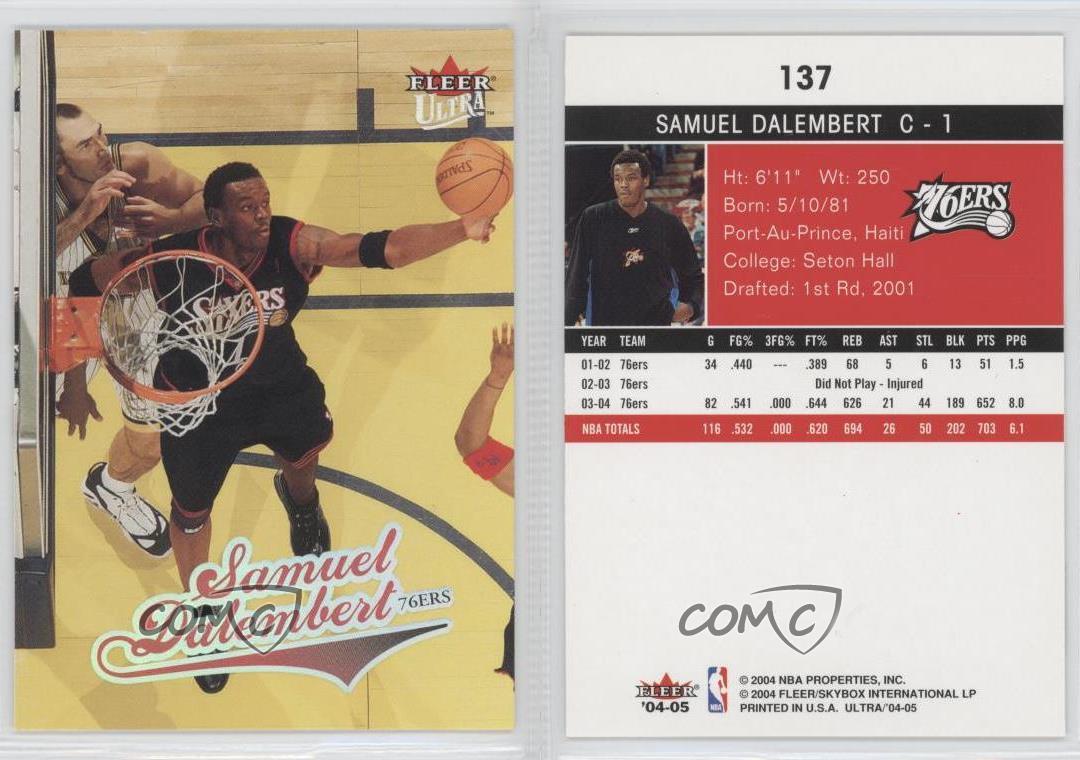 FLEER®
ULTRA™
SPALDING
SIXERS
Samuel
Dalembert
76ERS
COMC
137
SAMUEL DALEMBERT C - 1
Ht: 6'11" Wt: 250
Born: 5/10/81
Port-Au-Prince, Haiti
College: Seton Hall
Drafted: 1st Rd, 2001
76ERS
YEAR TEAM G FG% 3FG% FT% REB AST STL BLK PTS PPG
01-02 76ers 34 .440 --- .389 68 5 6 13 51 1.5
02-03 76ers Did Not Play - Injured
03-04 76ers 82 .541 .000 .644 626 21 44 189 652 8.0
NBA TOTALS 116 .532 .000 .620 694 26 50 202 703 6.1
COMC
FLEER
'04-05
NBA
© 2004 NBA PROPERTIES, INC.
© 2004 FLEER/SKYBOX INTERNATIONAL LP
PRINTED IN U.S.A. ULTRA/'04-05